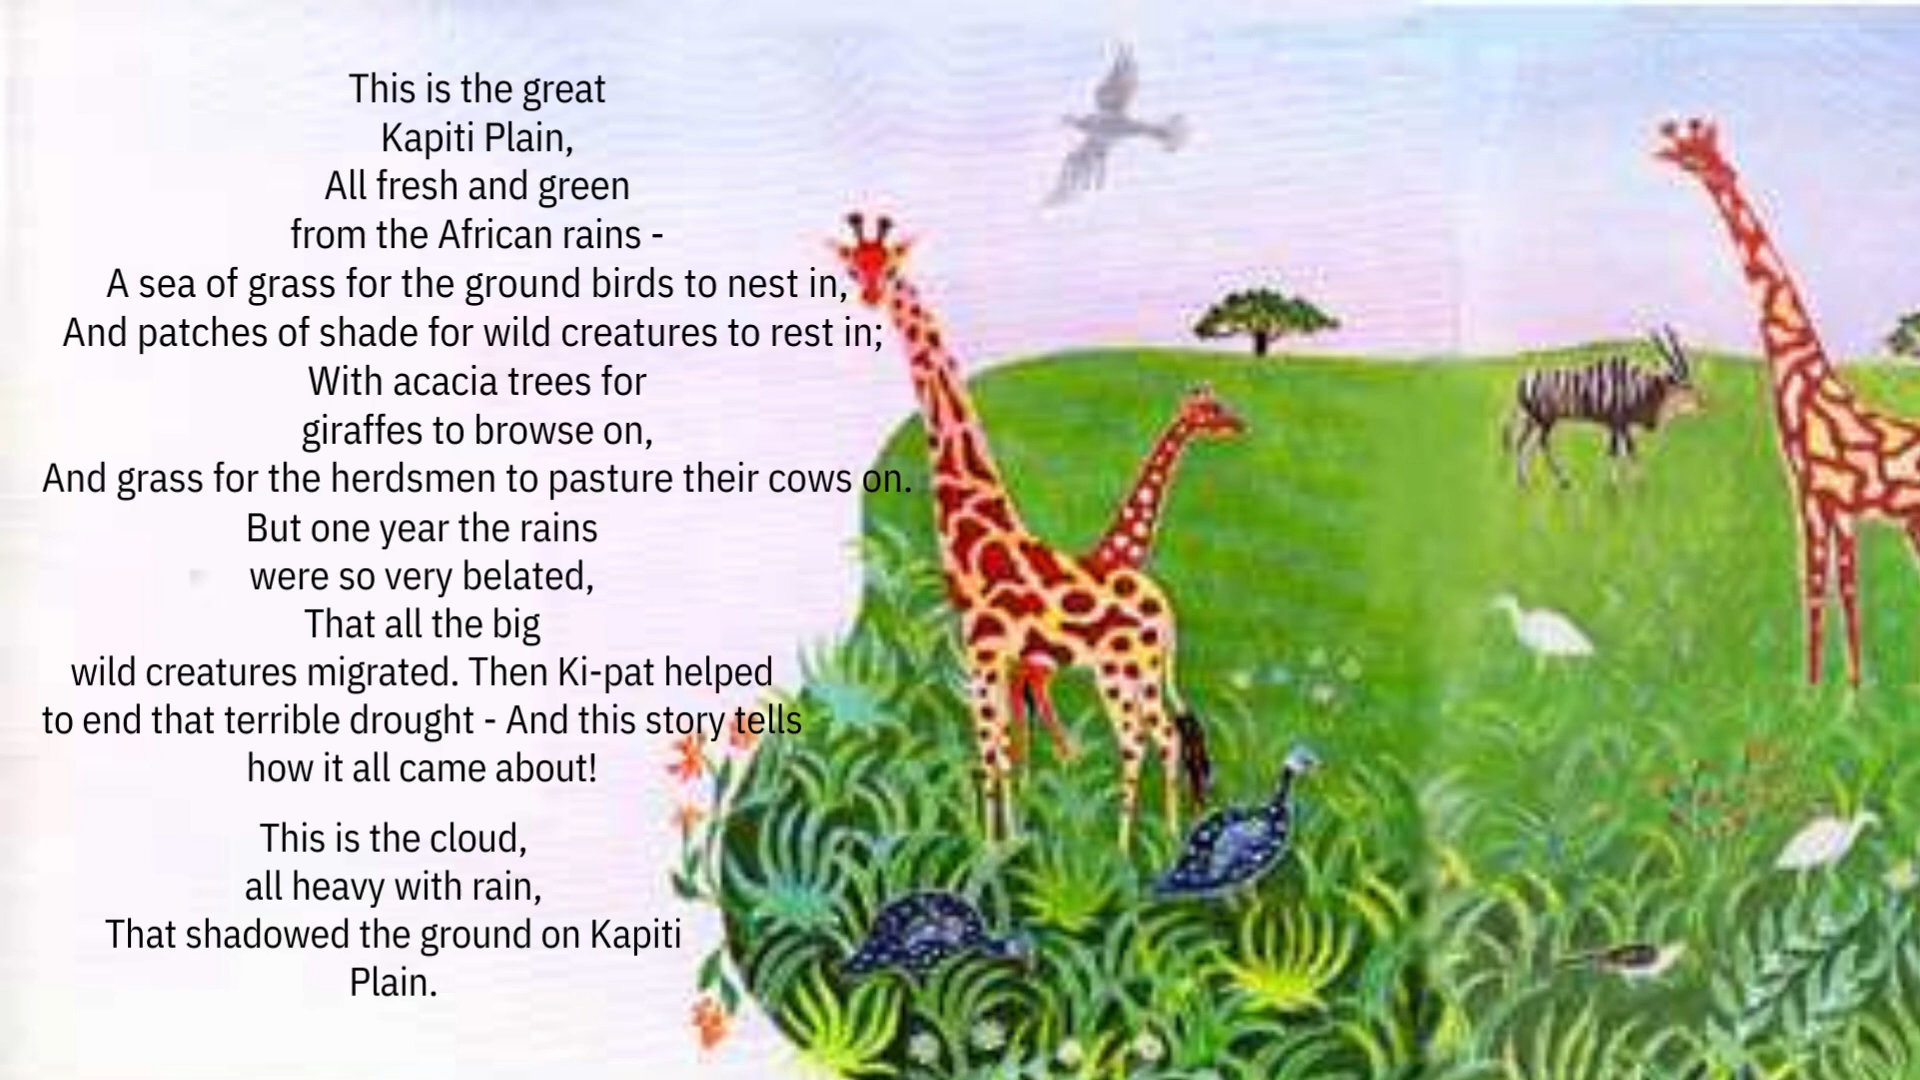 This is the great
Kapiti Plain,
All fresh and green
from the African rains -
A sea of grass for the ground birds to nest in,
And patches of shade for wild creatures to rest in;
With acacia trees for
giraffes to browse on,
And grass for the herdsmen to pasture their cows on.
But one year the rains
were so very belated,
That all the big
wild creatures migrated. Then Ki-pat helped
to end that terrible drought - And this story tells
how it all came about!
This is the cloud,
all heavy with rain,
That shadowed the ground on Kapiti
Plain.